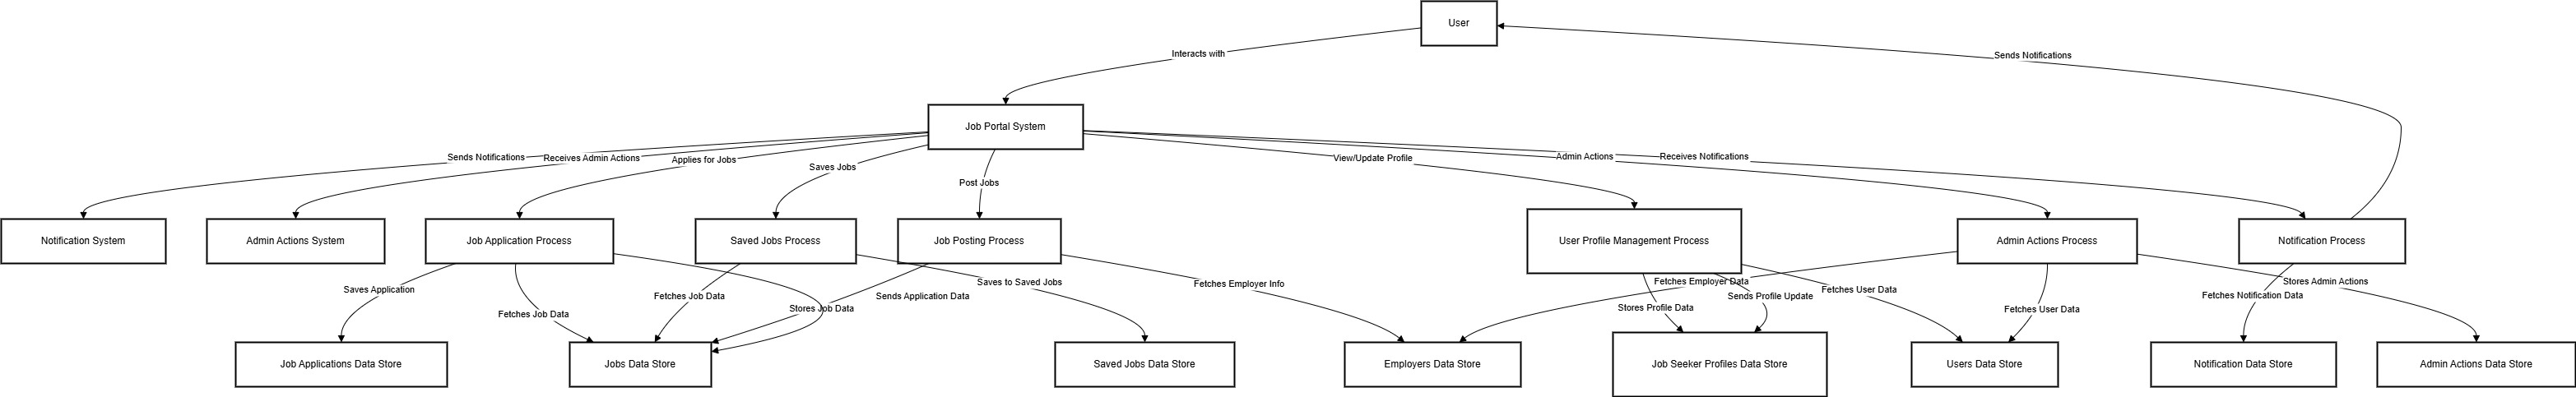 User
Interacts with
Sends Notifications
Job Portal System
Sends Notifications
Receives Admin Actions
Applies for Jobs
Saves Jobs
Post Jobs
View/Update Profile
Admin Actions
Receives Notifications
Notification System
Admin Actions System
Job Application Process
Saved Jobs Process
Job Posting Process
User Profile Management Process
Admin Actions Process
Notification Process
Saves Application
Fetches Job Data
Fetches Job Data
Stores Job Data
Sends Application Data
Saves to Saved Jobs
Fetches Employer Info
Stores Profile Data
Fetches Employer Data
Sends Profile Update
Fetches User Data
Fetches User Data
Fetches Notification Data
Stores Admin Actions
Job Applications Data Store
Jobs Data Store
Saved Jobs Data Store
Employers Data Store
Job Seeker Profiles Data Store
Users Data Store
Notification Data Store
Admin Actions Data Store